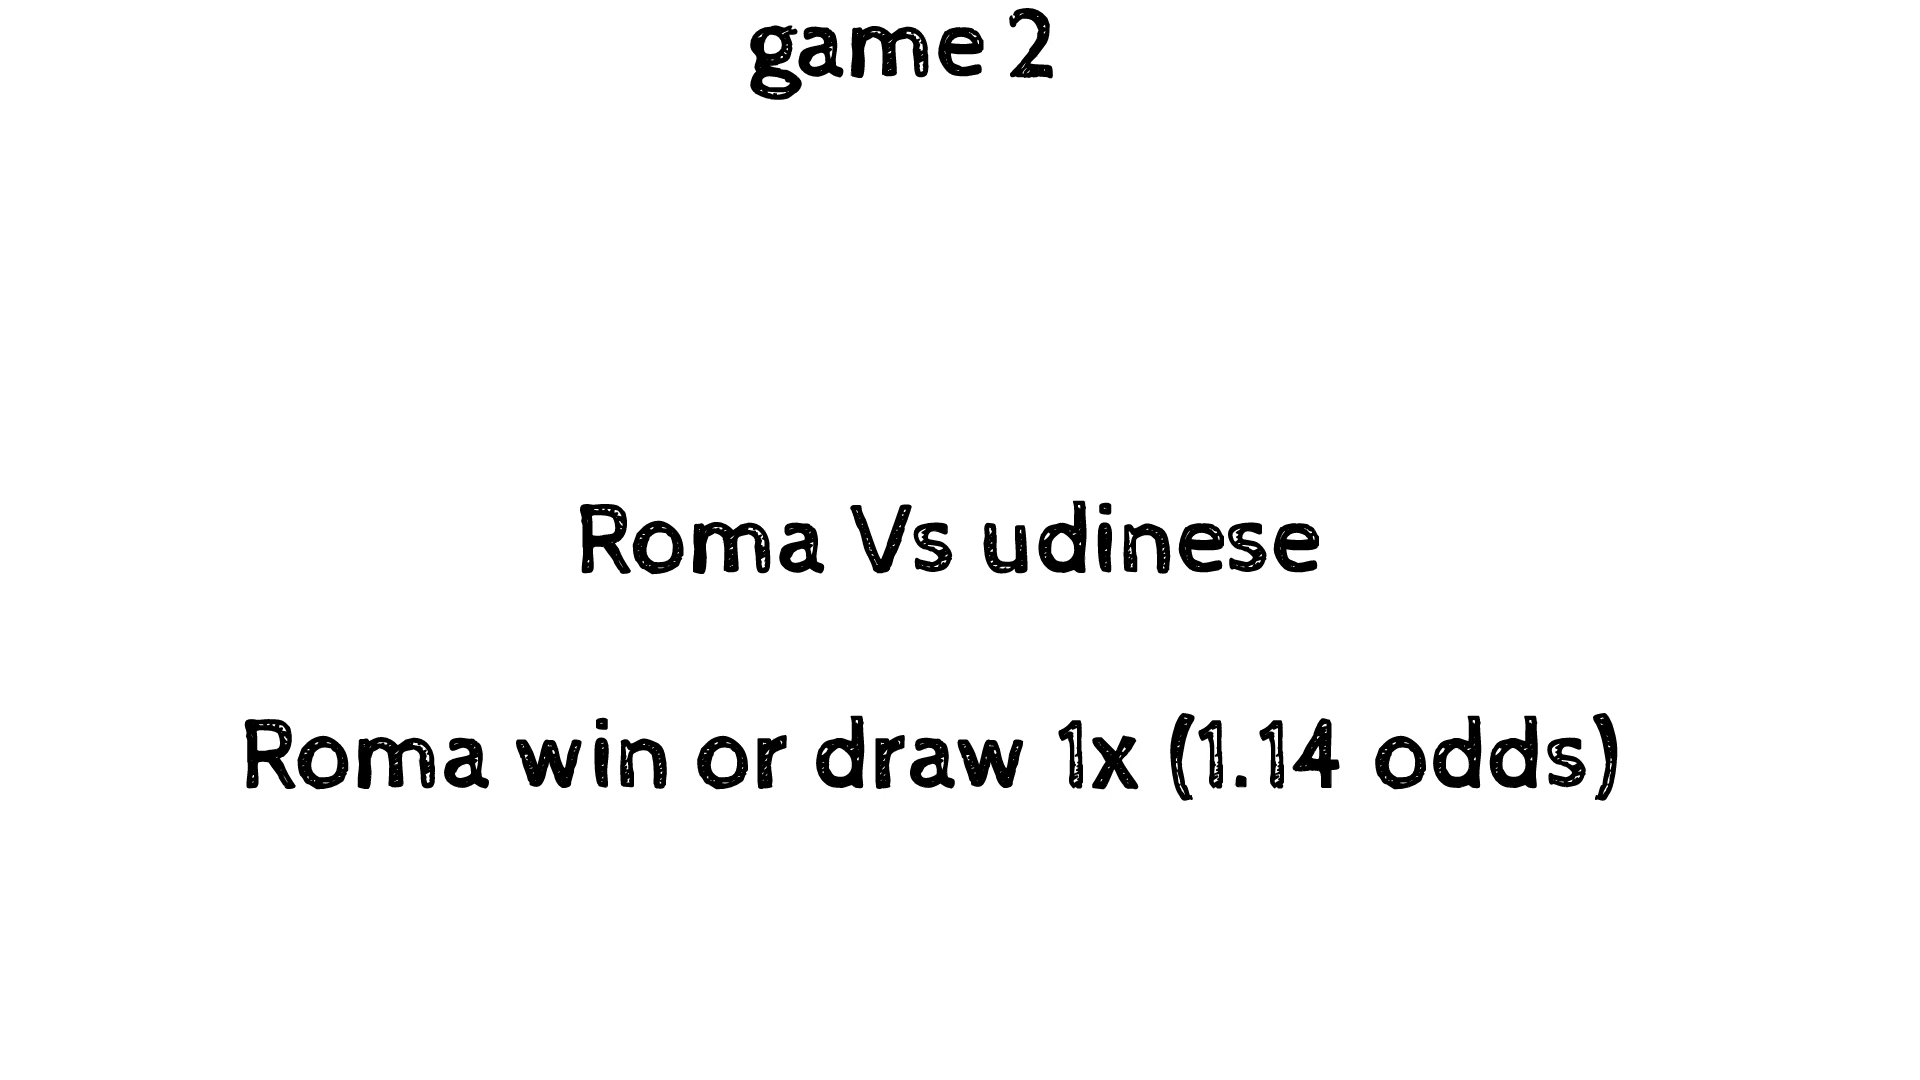 game 2
Roma Vs udinese
Roma win or draw 1x (1.14 odds)